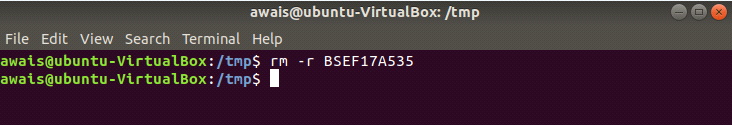 awais@ubuntu-VirtualBox: /tmp
File Edit View Search Terminal Help
awais@ubuntu-VirtualBox:/tmp$ rm -r BSEF17A535
awais@ubuntu-VirtualBox:/tmp$